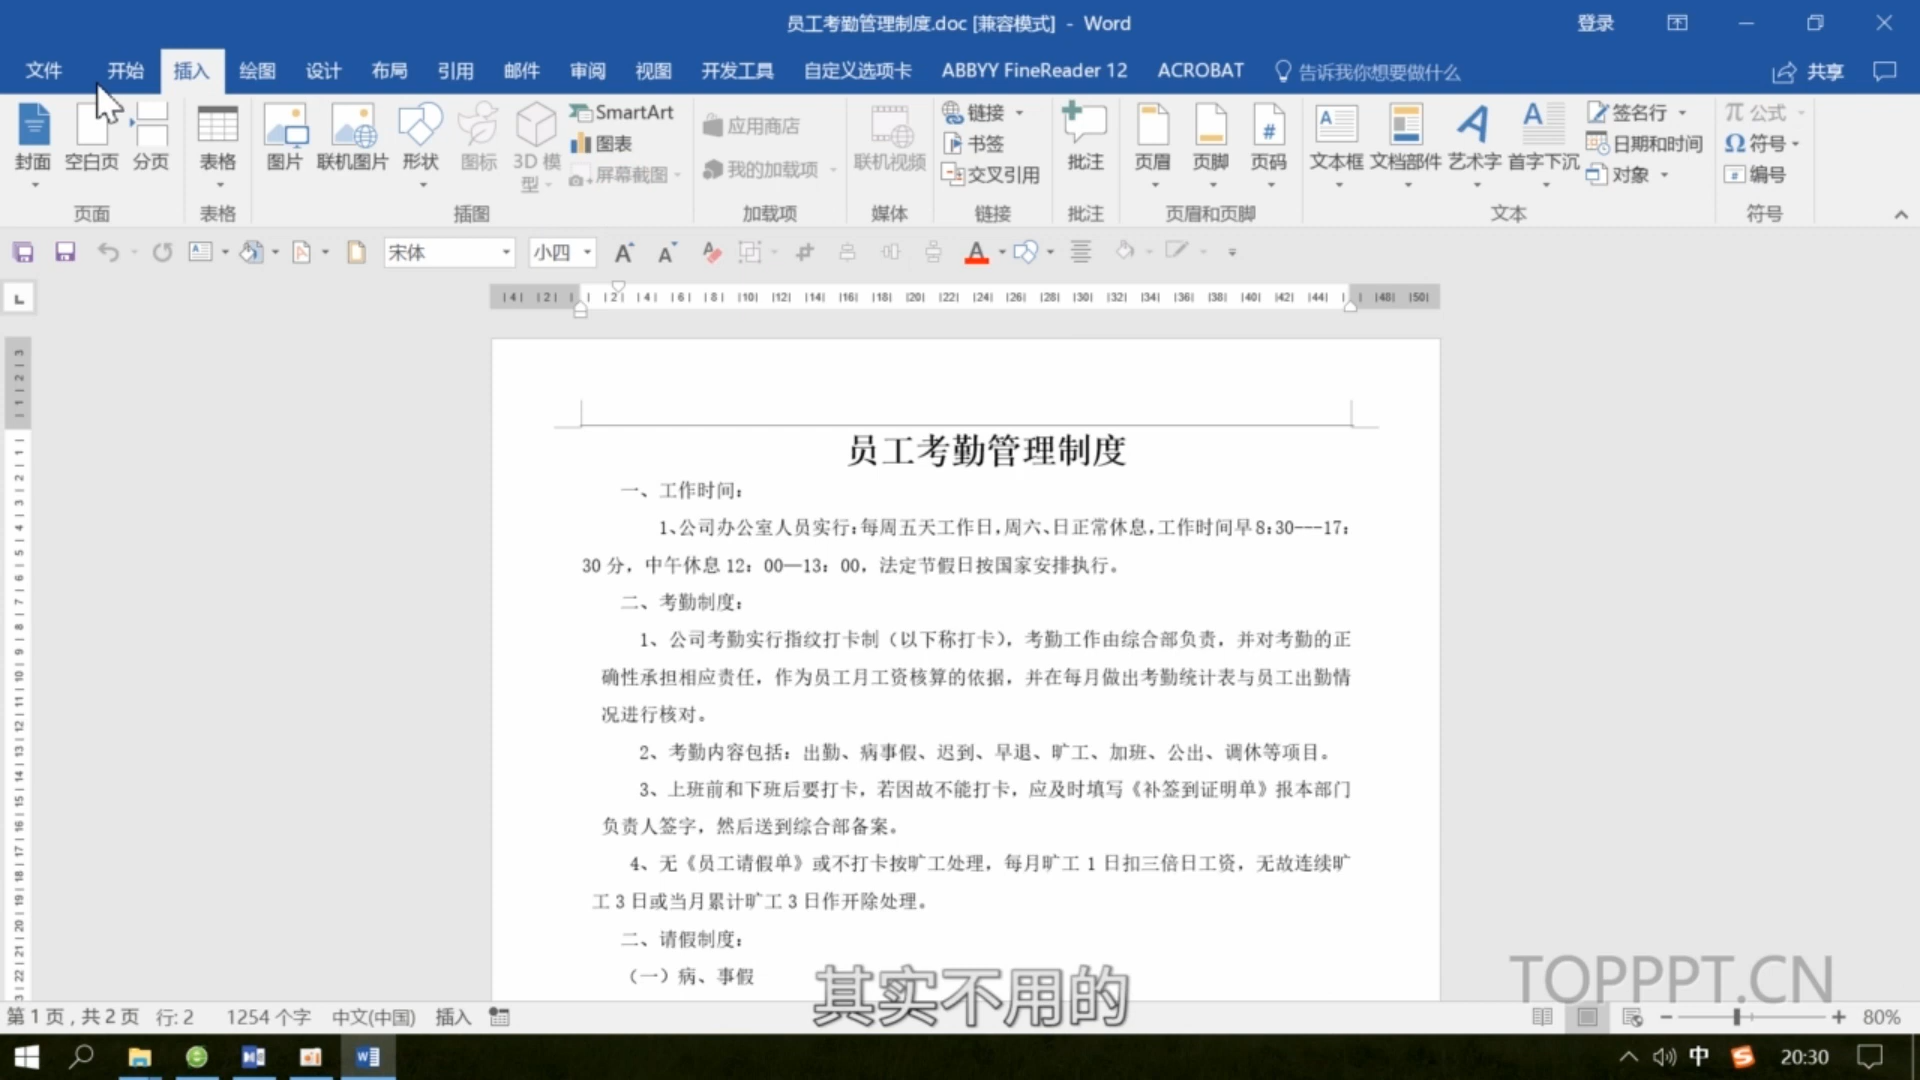 员工考勤管理制度.doc [兼容模式] - Word
登录
文件 开始 插入 绘图 设计 布局 引用 邮件 审阅 视图 开发工具 自定义选项卡 ABBYY FineReader 12 ACROBAT 告诉我你想要做什么 共享
封面 空白页 分页 表格 图片 联机图片 形状 图标 3D 模型 SmartArt 图表 屏幕截图
应用商店 我的加载项 联机视频 链接 书签 交叉引用 批注 页眉 页脚 页码
文本框 文档部件 艺术字 首字下沉 签名行 日期和时间 对象 公式 符号 编号
页面 表格 插图 加载项 媒体 链接 批注 页眉和页脚 文本 符号
宋体 小四
员工考勤管理制度
一、工作时间：
1、公司办公室人员实行：每周五天工作日，周六、日正常休息，工作时间早8:30---17:
30 分，中午休息 12：00—13：00，法定节假日按国家安排执行。
二、考勤制度：
1、公司考勤实行指纹打卡制（以下称打卡），考勤工作由综合部负责，并对考勤的正
确性承担相应责任，作为员工月工资核算的依据，并在每月做出考勤统计表与员工出勤情
况进行核对。
2、考勤内容包括：出勤、病事假、迟到、早退、旷工、加班、公出、调休等项目。
3、上班前和下班后要打卡，若因故不能打卡，应及时填写《补签到证明单》报本部门
负责人签字，然后送到综合部备案。
4、无《员工请假单》或不打卡按旷工处理，每月旷工 1 日扣三倍日工资，无故连续旷
工 3 日或当月累计旷工 3 日作开除处理。
二、请假制度：
（一）病、事假
其实不用的
TOPPPT.CN
第 1 页，共 2 页 行: 2 1254 个字 中文(中国) 插入 80%
中 20:30